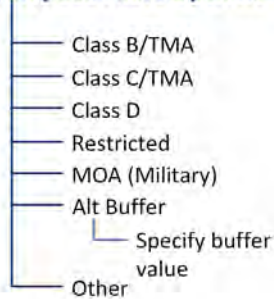 Class B/TMA
Class C/TMA
Class D
Restricted
MOA (Military)
Alt Buffer
Specify buffer
value
Other